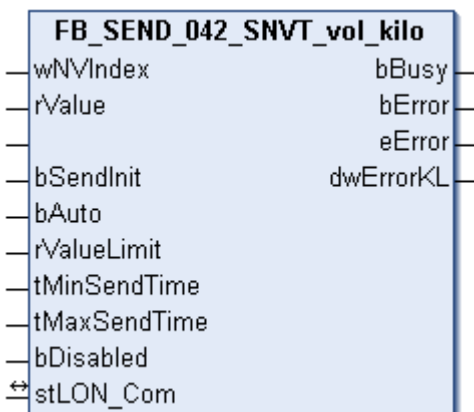 FB_SEND_042_SNVT_vol_kilo
wNVIndex bBusy
rValue bError
eError
bSendInit dwErrorKL
bAuto
rValueLimit
tMinSendTime
tMaxSendTime
bDisabled
stLON_Com